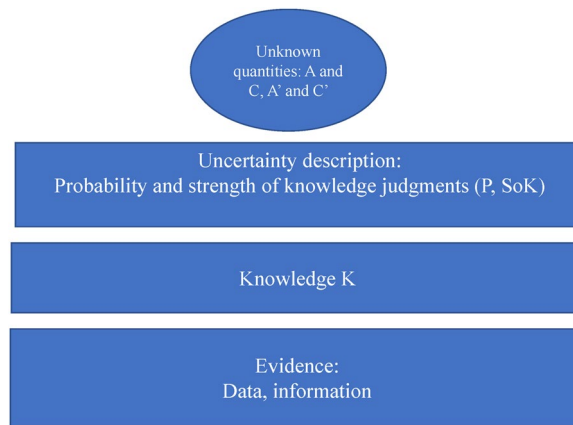 Unknown
quantities: A and
C, A’ and C’
Uncertainty description:
Probability and strength of knowledge judgments (P, SoK)
Knowledge K
Evidence:
Data, information